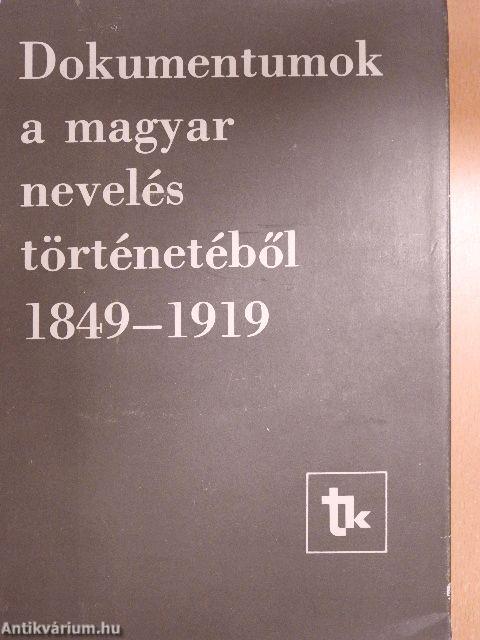 Dokumentumok
a magyar
nevelés
történetéből
1849–1919
tk
Antikvárium.hu